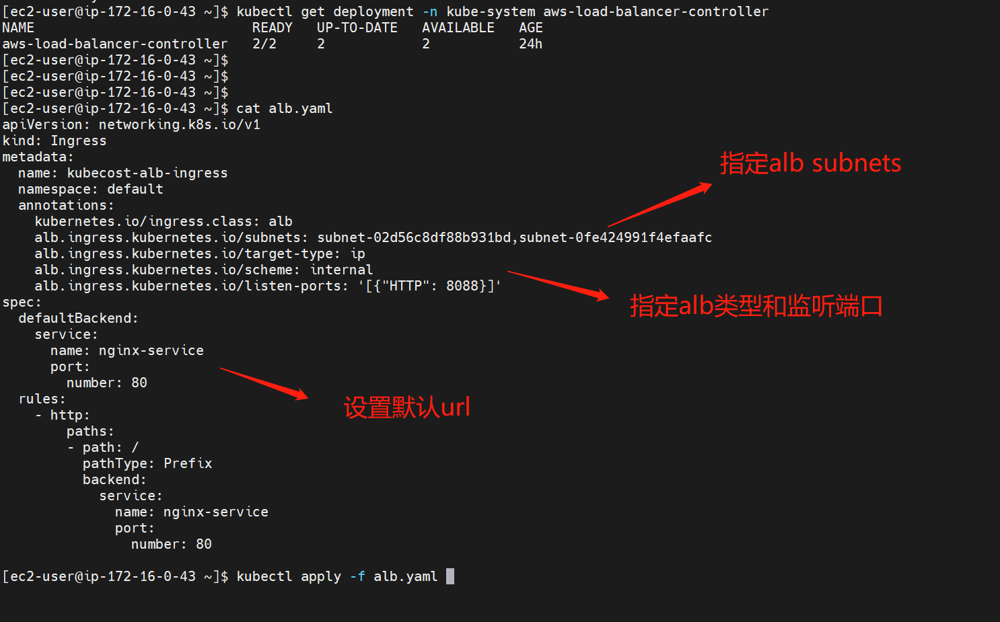 [ec2-user@ip-172-16-0-43 ~]$ kubectl get deployment -n kube-system aws-load-balancer-controller
NAME READY UP-TO-DATE AVAILABLE AGE
aws-load-balancer-controller 2/2 2 2 24h
[ec2-user@ip-172-16-0-43 ~]$
[ec2-user@ip-172-16-0-43 ~]$
[ec2-user@ip-172-16-0-43 ~]$
[ec2-user@ip-172-16-0-43 ~]$ cat alb.yaml
apiVersion: networking.k8s.io/v1
kind: Ingress
metadata:
  name: kubecost-alb-ingress
  namespace: default
  annotations:
    kubernetes.io/ingress.class: alb
    alb.ingress.kubernetes.io/subnets: subnet-02d56c8df88b931bd,subnet-0fe424991f4efaafc
    alb.ingress.kubernetes.io/target-type: ip
    alb.ingress.kubernetes.io/scheme: internal
    alb.ingress.kubernetes.io/listen-ports: '[{"HTTP": 8088}]'
spec:
  defaultBackend:
    service:
      name: nginx-service
      port:
        number: 80
  rules:
    - http:
        paths:
        - path: /
          pathType: Prefix
          backend:
            service:
              name: nginx-service
              port:
                number: 80
[ec2-user@ip-172-16-0-43 ~]$ kubectl apply -f alb.yaml
指定alb subnets
指定alb类型和监听端口
设置默认url